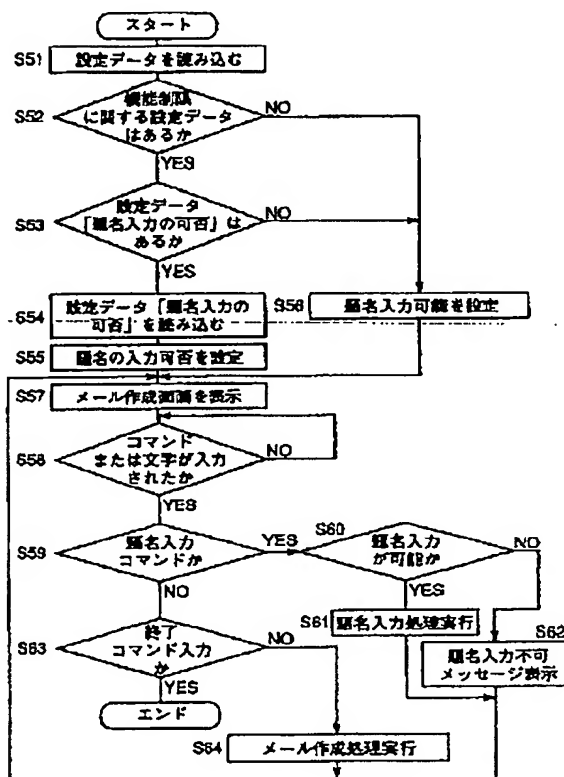 スタート
S51
設定データを読み込む
S52
機能制限
に関する設定データ
はあるか
NO
YES
S53
設定データ
「題名入力の可否」は
あるか
NO
YES
S54
設定データ「題名入力の
可否」を読み込む
S56
題名入力可能を設定
S55
題名の入力可否を設定
S57
メール作成画面を表示
S58
コマンド
または文字が入力
されたか
NO
YES
S59
題名入力
コマンドか
YES
NO
S60
題名入力
が可能か
NO
YES
S61
題名入力処理実行
S62
題名入力不可
メッセージ表示
S63
終了
コマンド入力
か
NO
YES
エンド
S64
メール作成処理実行